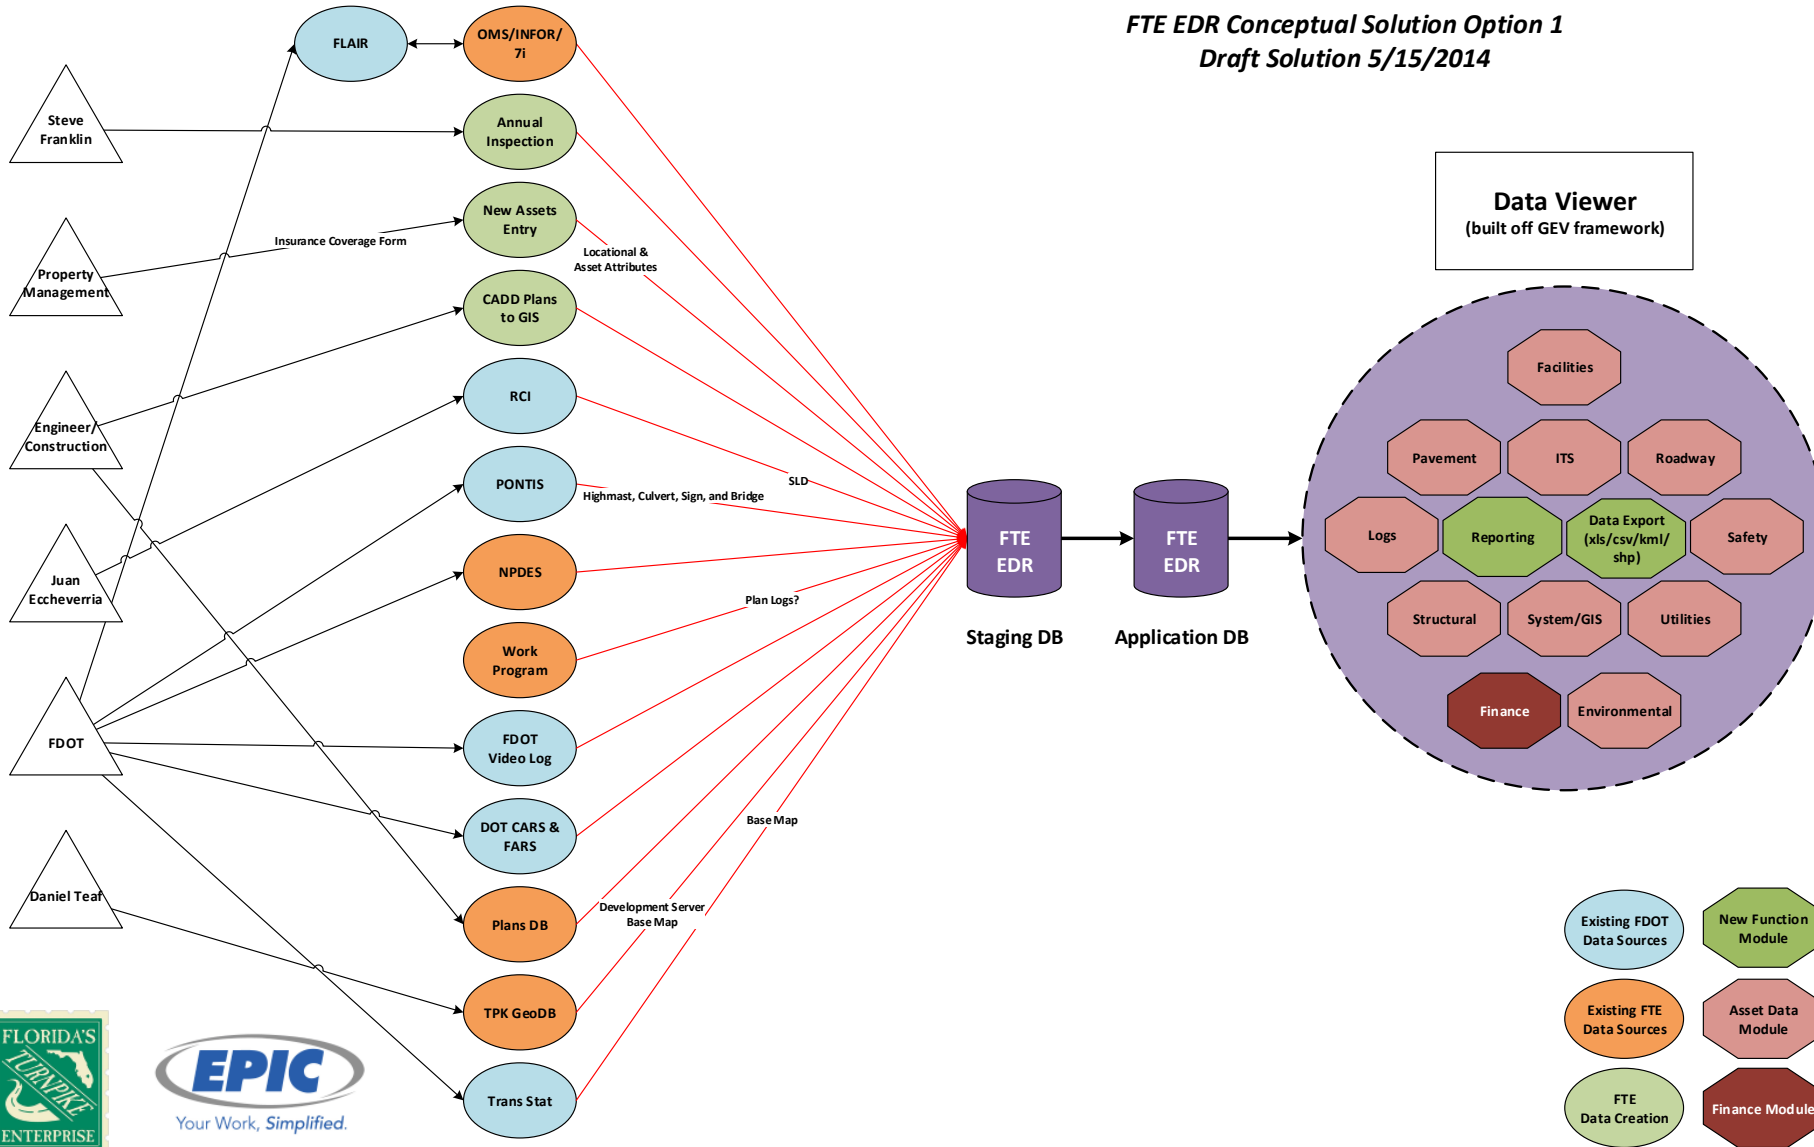 FTE EDR Conceptual Solution Option 1
Draft Solution 5/15/2014
FLAIR
OMS/INFOR/
7i
Steve
Franklin
Annual
Inspection
Property
Management
Insurance Coverage Form
New Assets
Entry
Locational &
Asset Attributes
CADD Plans
to GIS
Engineer/
Construction
RCI
SLD
PONTIS
Highmast, Culvert, Sign, and Bridge
Juan
Eccheverria
NPDES
Plan Logs?
Work
Program
FDOT
FDOT
Video Log
DOT CARS &
FARS
Base Map
Daniel Teaf
Plans DB
Development Server
Base Map
TPK GeoDB
Trans Stat
FTE
EDR
Staging DB
FTE
EDR
Application DB
Data Viewer
(built off GEV framework)
Facilities
Pavement
ITS
Roadway
Logs
Reporting
Data Export
(xls/csv/kml/
shp)
Safety
Structural
System/GIS
Utilities
Finance
Environmental
Existing FDOT
Data Sources
New Function
Module
Existing FTE
Data Sources
Asset Data
Module
FTE
Data Creation
Finance Module
FLORIDA'S
TURNPIKE
ENTERPRISE
EPIC
Your Work, Simplified.